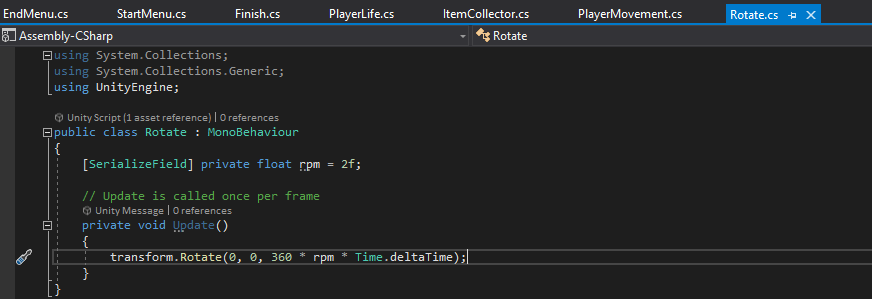 EndMenu.cs StartMenu.cs Finish.cs PlayerLife.cs ItemCollector.cs PlayerMovement.cs Rotate.cs
Assembly-CSharp Rotate
using System.Collections;
using System.Collections.Generic;
using UnityEngine;
Unity Script (1 asset reference) | 0 references
public class Rotate : MonoBehaviour
{
[SerializeField] private float rpm = 2f;
// Update is called once per frame
Unity Message | 0 references
private void Update()
{
transform.Rotate(0, 0, 360 * rpm * Time.deltaTime);
}
}